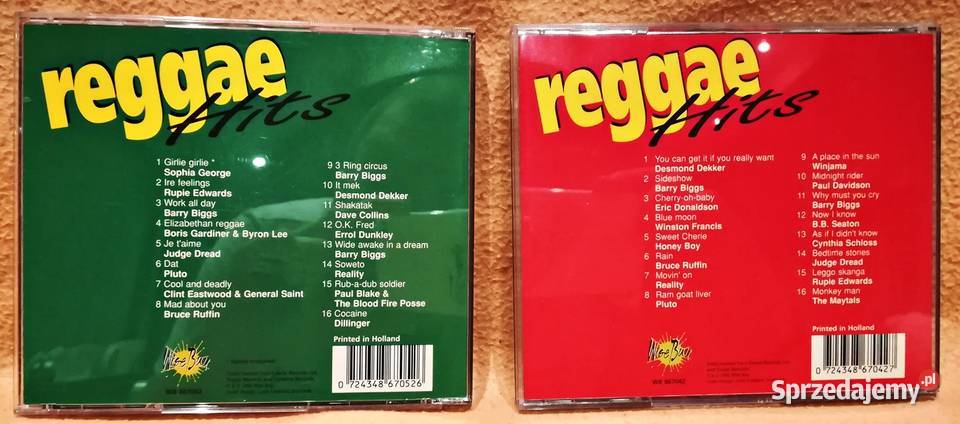 reggae
Hits
1 Girlie girlie *
Sophia George
2 Ire feelings
Rupie Edwards
3 Work all day
Barry Biggs
4 Elizabethan reggae
Boris Gardiner & Byron Lee
5 Je t'aime
Judge Dread
6 Dat
Pluto
7 Cool and deadly
Clint Eastwood & General Saint
8 Mad about you
Bruce Ruffin
9 3 Ring circus
Barry Biggs
10 It mek
Desmond Dekker
11 Shakatak
Dave Collins
12 O.K. Fred
Errol Dunkley
13 Wide awake in a dream
Barry Biggs
14 Soweto
Reality
15 Rub-a-dub soldier
Paul Blake &
The Blood Fire Posse
16 Cocaine
Dillinger
Printed in Holland
Wise Buy
WB 867052
0 724348 670526
reggae
Hits
1 You can get it if you really want
Desmond Dekker
2 Sideshow
Barry Biggs
3 Cherry-oh-baby
Eric Donaldson
4 Blue moon
Winston Francis
5 Sweet Cherie
Honey Boy
6 Rain
Bruce Ruffin
7 Movin' on
Reality
8 Ram goat liver
Pluto
9 A place in the sun
Winjama
10 Midnight rider
Paul Davidson
11 Why must you cry
Barry Biggs
12 Now I know
B.B. Seaton
13 As if I didn't know
Cynthia Schloss
14 Bedtime stories
Judge Dread
15 Leggo skanga
Rupie Edwards
16 Monkey man
The Maytals
Printed in Holland
Wise Buy
WB 867042
0 724348 670427
Sprzedajemy.pl